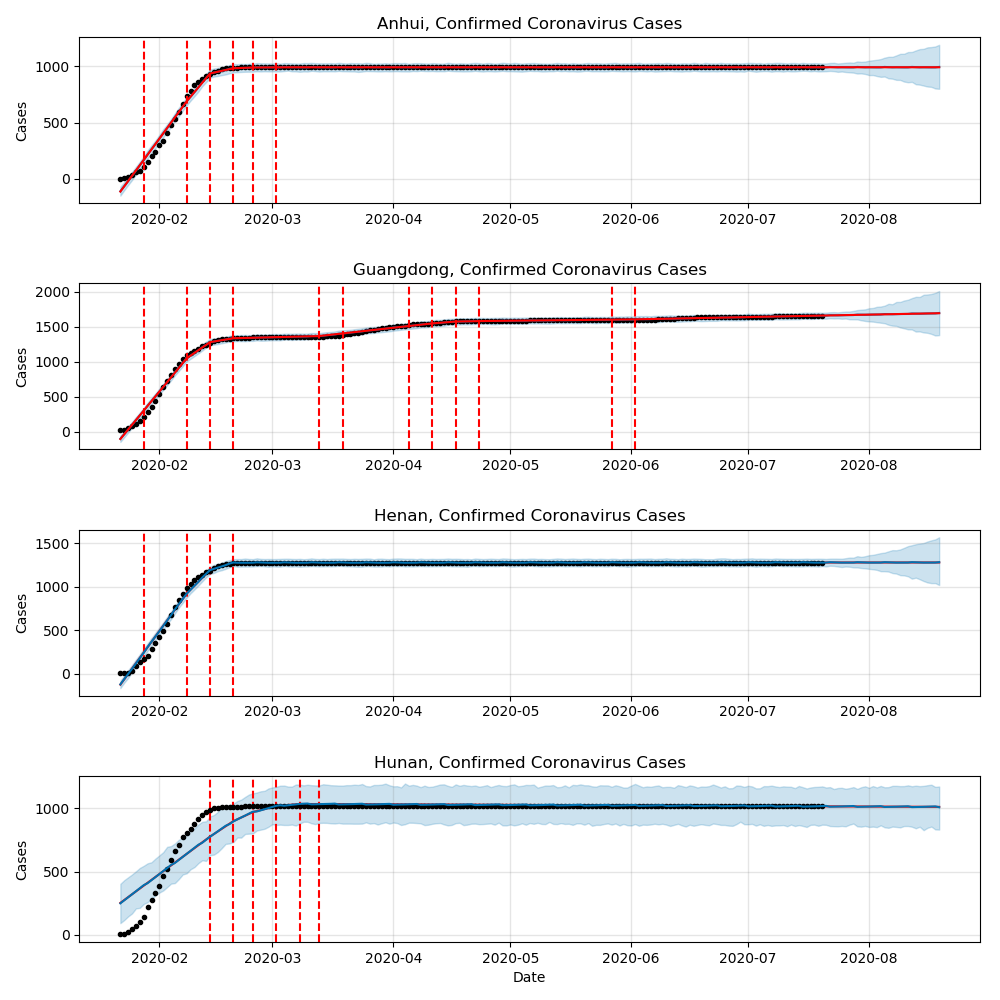 Anhui, Confirmed Coronavirus Cases
1000
500
0
Cases
2020-02 2020-03 2020-04 2020-05 2020-06 2020-07 2020-08
Guangdong, Confirmed Coronavirus Cases
2000
1500
1000
500
0
Cases
2020-02 2020-03 2020-04 2020-05 2020-06 2020-07 2020-08
Henan, Confirmed Coronavirus Cases
1500
1000
500
0
Cases
2020-02 2020-03 2020-04 2020-05 2020-06 2020-07 2020-08
Hunan, Confirmed Coronavirus Cases
1000
500
0
Cases
2020-02 2020-03 2020-04 2020-05 2020-06 2020-07 2020-08
Date